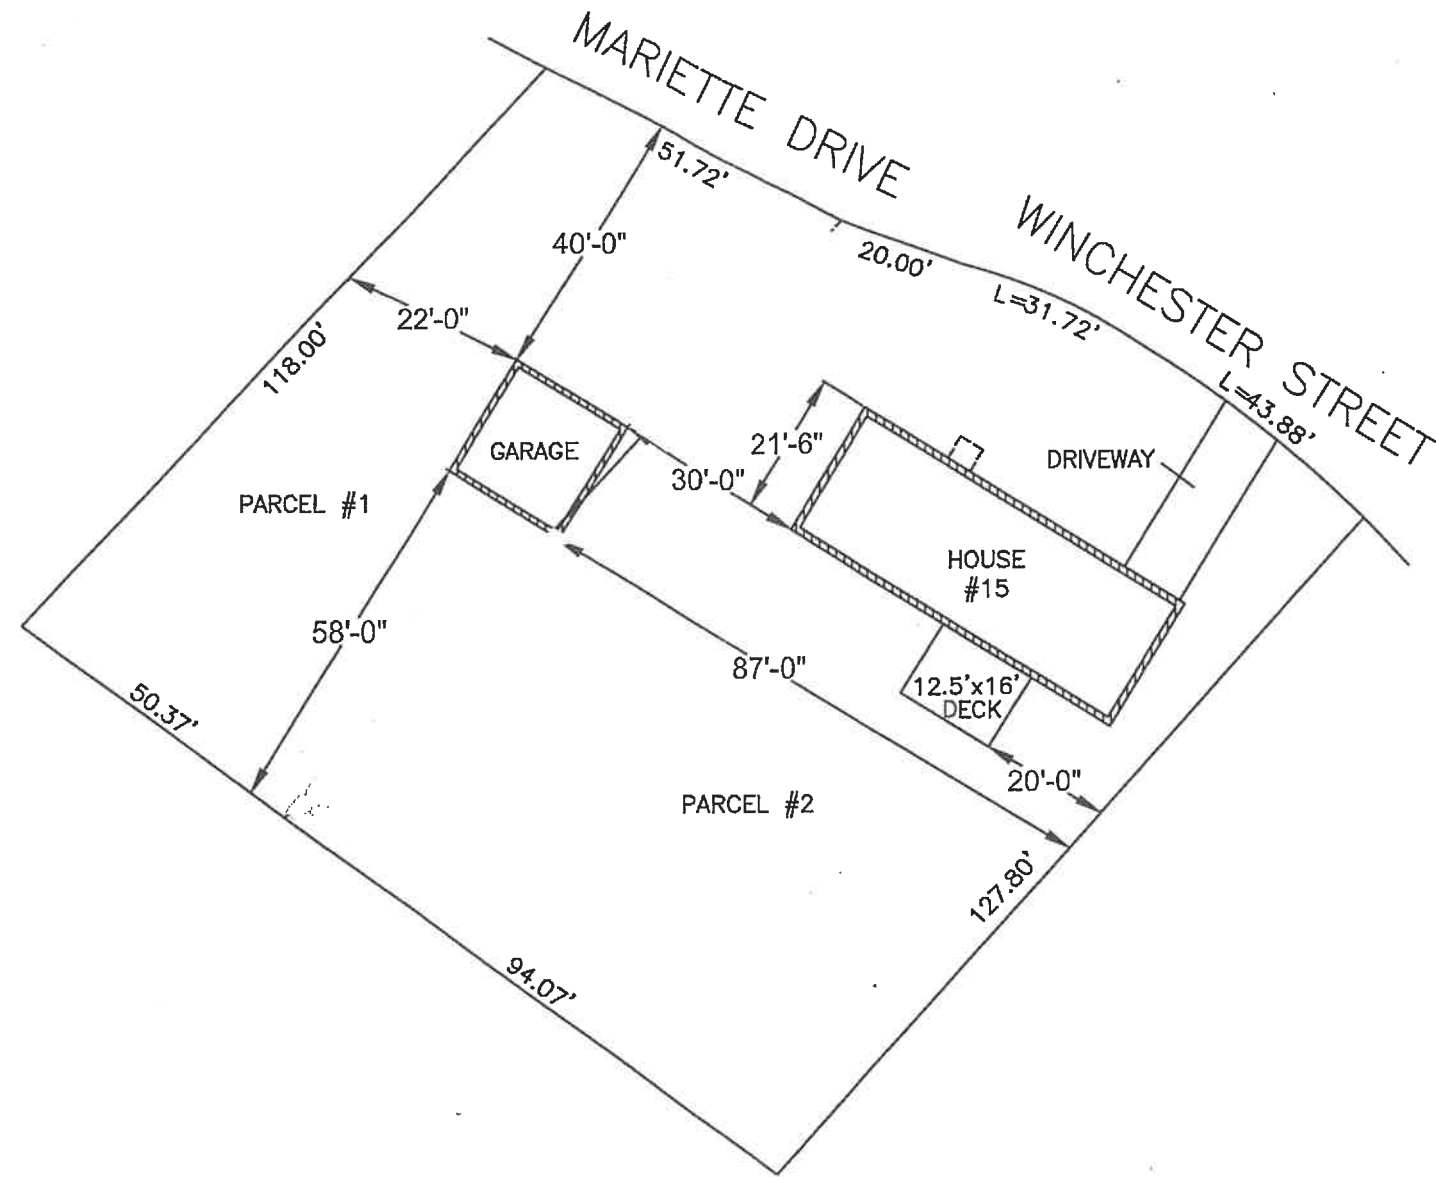 MARIETTE DRIVE
WINCHESTER STREET
51.72'
20.00'
L=31.72'
L=43.88'
40'-0"
22'-0"
118.00'
GARAGE
21'-6"
30'-0"
DRIVEWAY
PARCEL #1
HOUSE
#15
58'-0"
87'-0"
12.5'x16'
DECK
20'-0"
50.37'
PARCEL #2
127.80'
94.07'